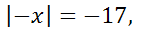 |−x| = −17,